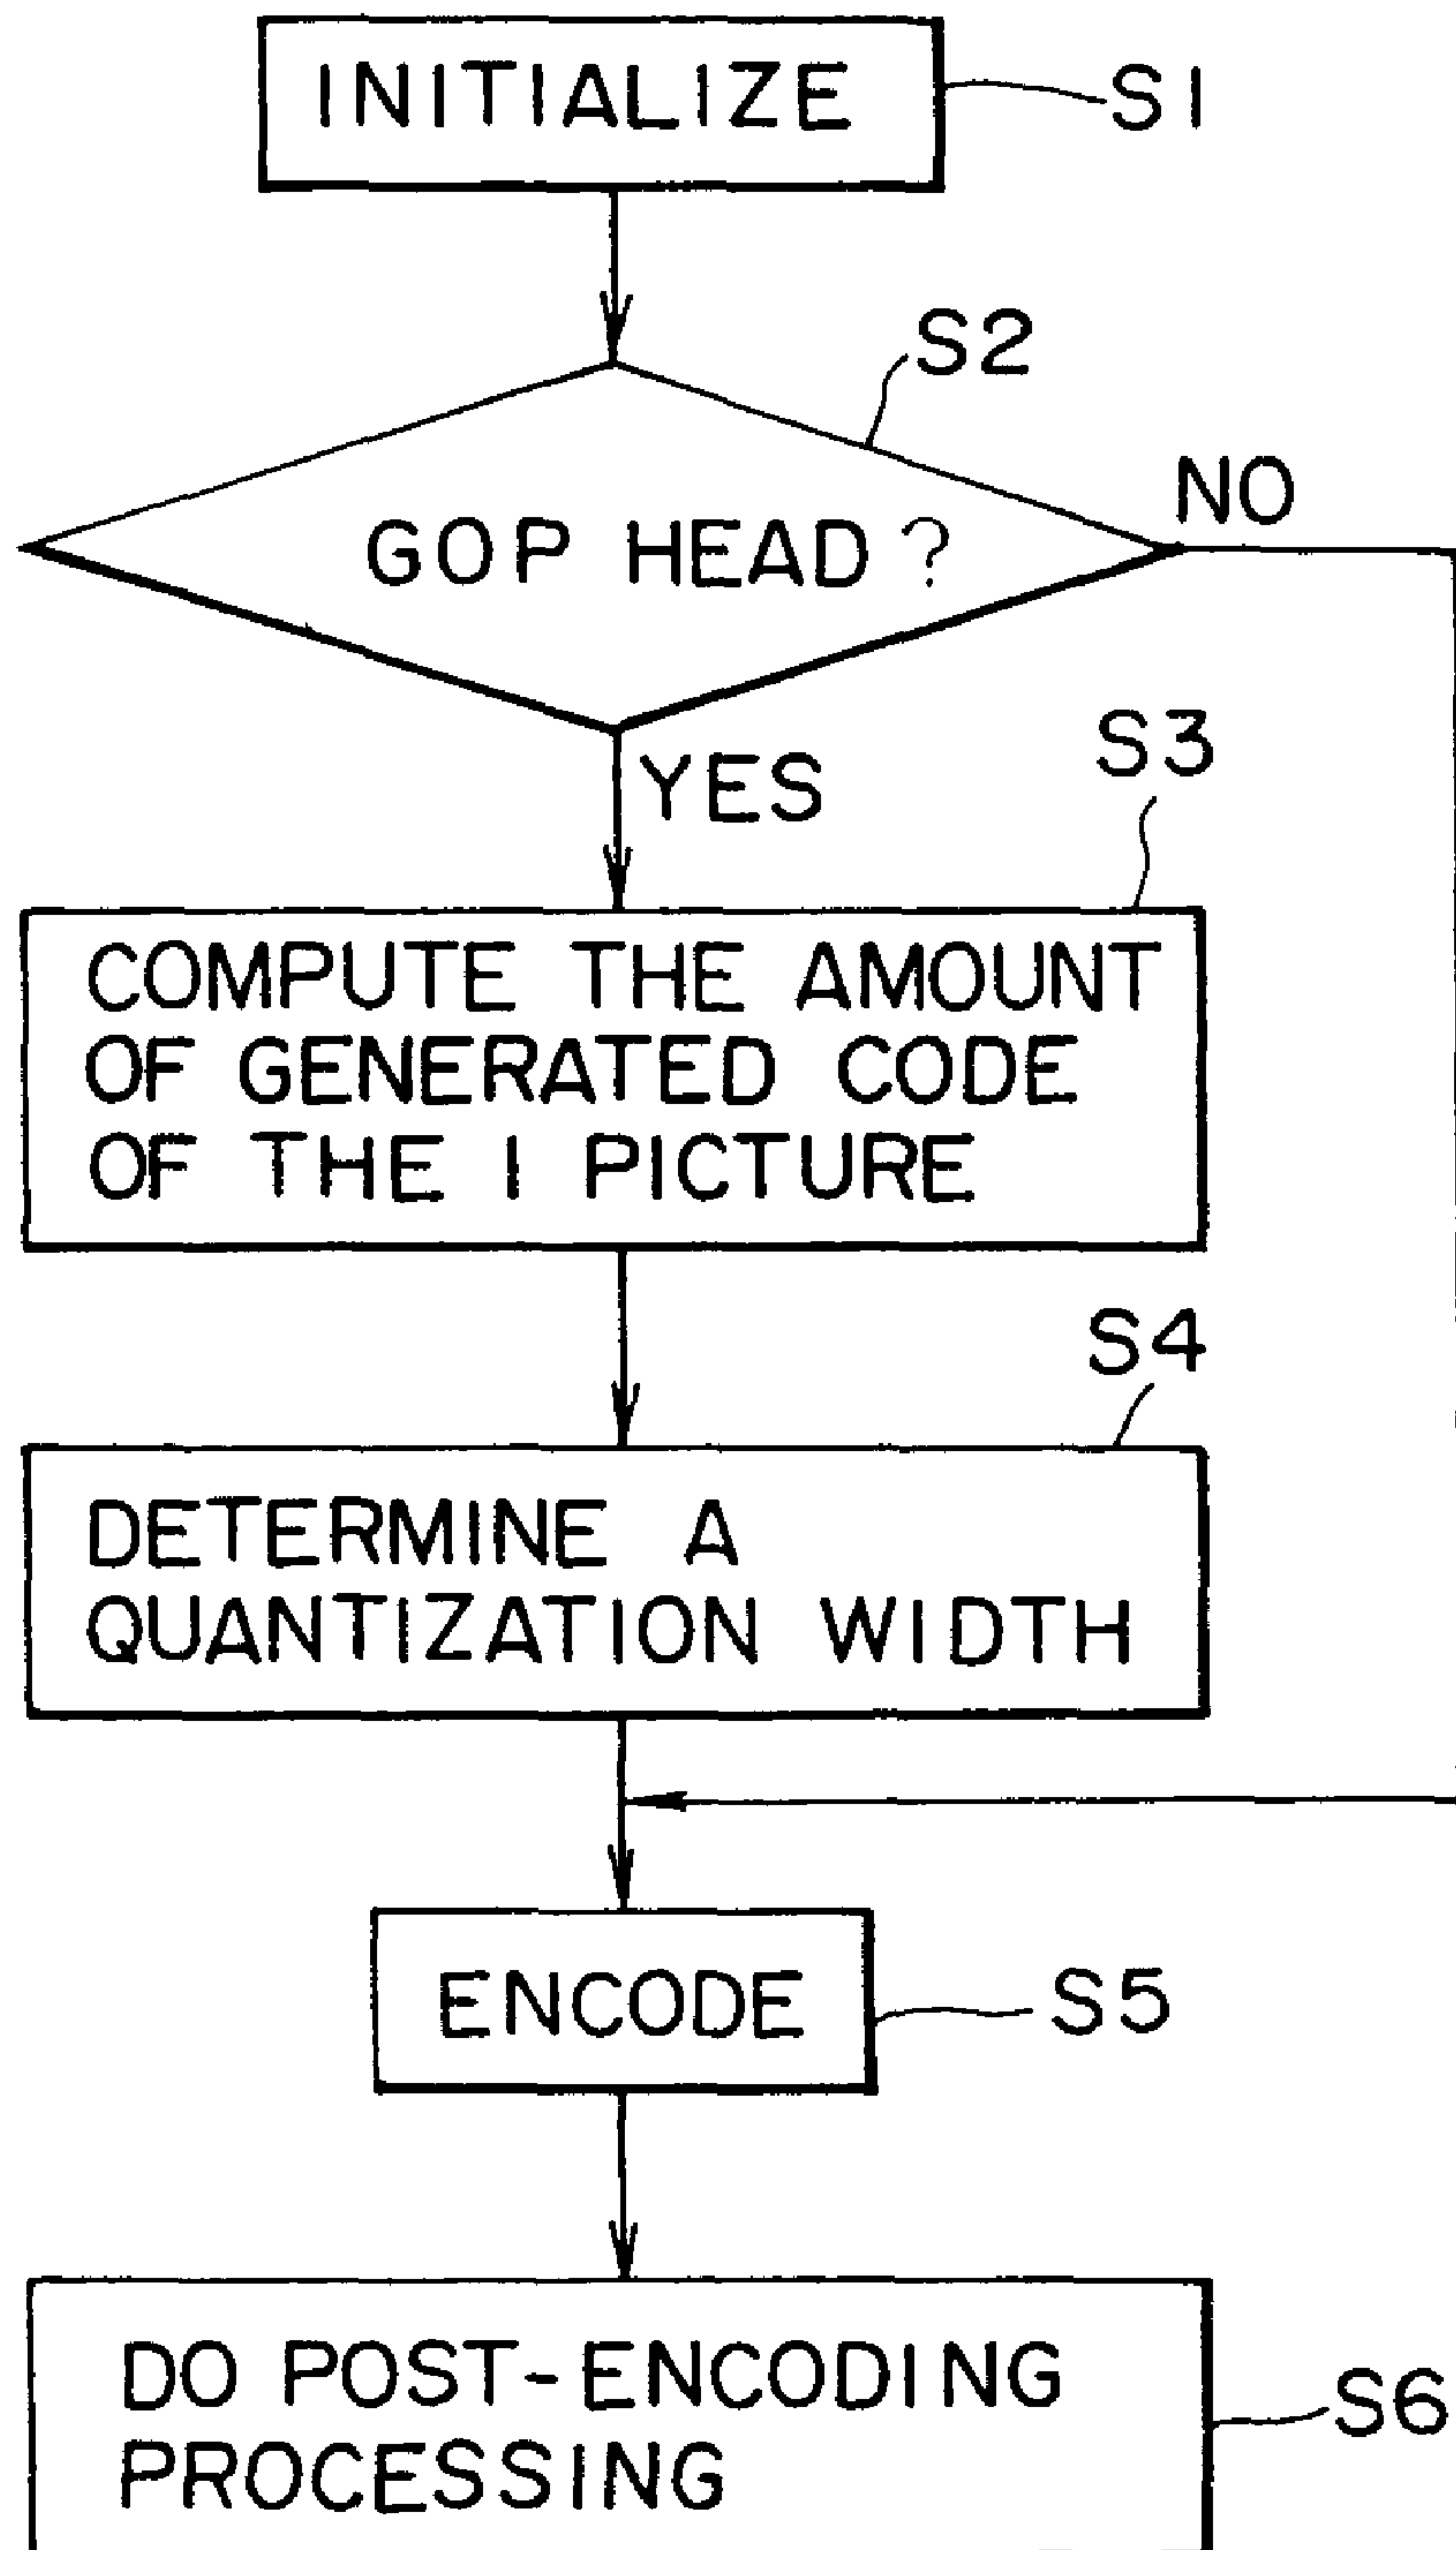 INITIALIZE
S1
S2
NO
GOP HEAD?
YES
S3
COMPUTE THE AMOUNT
OF GENERATED CODE
OF THE I PICTURE
S4
DETERMINE A
QUANTIZATION WIDTH
ENCODE
S5
DO POST-ENCODING
PROCESSING
S6